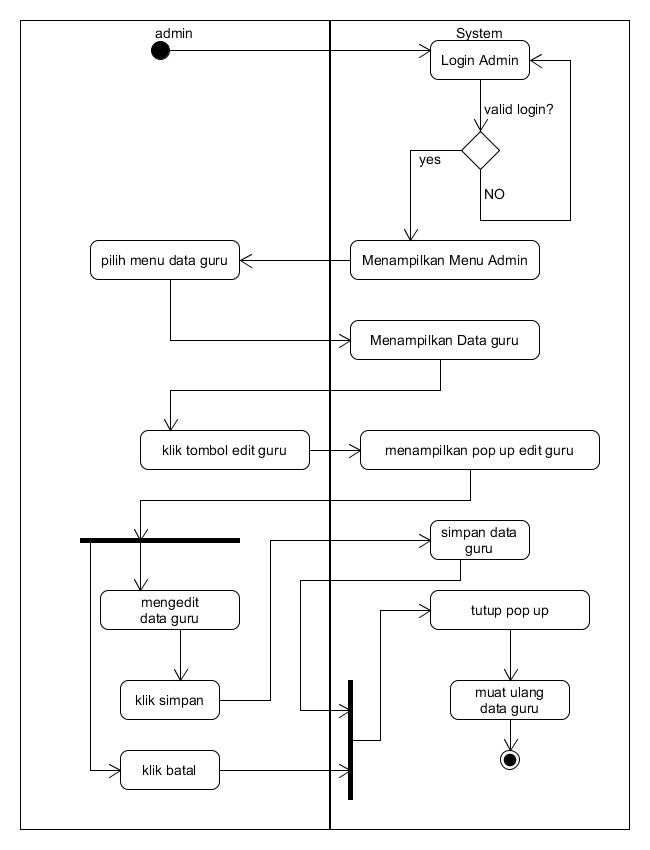 admin
System
Login Admin
valid login?
yes
NO
pilih menu data guru
Menampilkan Menu Admin
Menampilkan Data guru
klik tombol edit guru
menampilkan pop up edit guru
simpan data
guru
mengedit
data guru
tutup pop up
klik simpan
muat ulang
data guru
klik batal